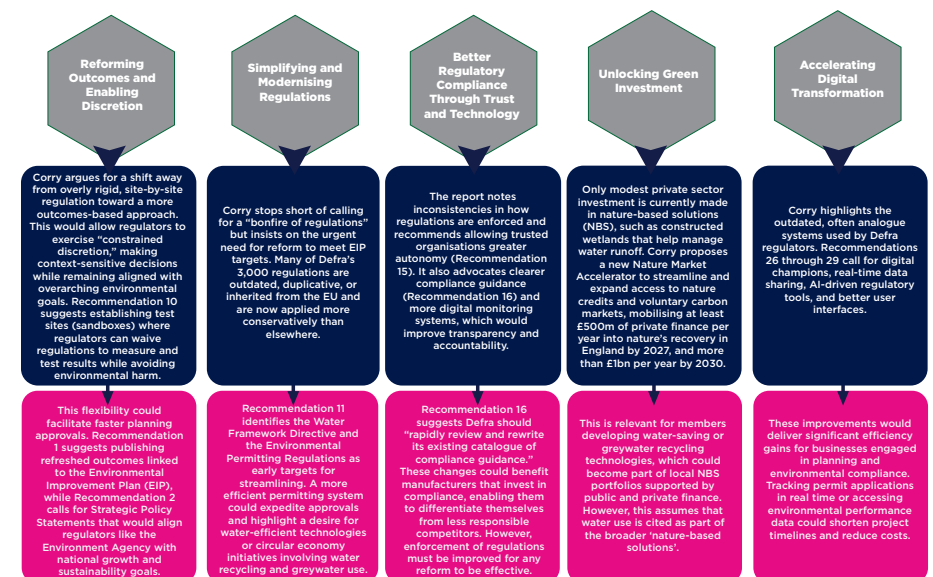 Reforming
Outcomes and
Enabling
Discretion
Simplifying and
Modernising
Regulations
Better
Regulatory
Compliance
Through Trust
and Technology
Unlocking Green
Investment
Accelerating
Digital
Transformation
Corry argues for a shift away
from overly rigid, site-by-site
regulation toward a more
outcomes-based approach.
This would allow regulators to
exercise “constrained
discretion,” making
context-sensitive decisions
while remaining aligned with
overarching environmental
goals. Recommendation 10
suggests establishing test
sites (sandboxes) where
regulators can waive
regulations to measure and
test results while avoiding
environmental harm.
Corry stops short of calling
for a “bonfire of regulations”
but insists on the urgent
need for reform to meet EIP
targets. Many of Defra’s
3,000 regulations are
outdated, duplicative, or
inherited from the EU and
are now applied more
conservatively than
elsewhere.
The report notes
inconsistencies in how
regulations are enforced and
recommends allowing trusted
organisations greater
autonomy (Recommendation
15). It also advocates clearer
compliance guidance
(Recommendation 16) and
more digital monitoring
systems, which would
improve transparency and
accountability.
Only modest private sector
investment is currently made
in nature-based solutions
(NBS), such as constructed
wetlands that help manage
water runoff. Corry proposes
a new Nature Market
Accelerator to streamline and
expand access to nature
credits and voluntary carbon
markets, mobilising at least
£500m of private finance per
year into nature’s recovery in
England by 2027, and more
than £1bn per year by 2030.
Corry highlights the
outdated, often analogue
systems used by Defra
regulators. Recommendations
26 through 29 call for digital
champions, real-time data
sharing, AI-driven regulatory
tools, and better user
interfaces.
This flexibility could
facilitate faster planning
approvals. Recommendation
1 suggests publishing
refreshed outcomes linked
to the Environmental
Improvement Plan (EIP),
while Recommendation 2
calls for Strategic Policy
Statements that would align
regulators like the
Environment Agency with
national growth and
sustainability goals.
Recommendation 11
identifies the Water
Framework Directive and
the Environmental
Permitting Regulations as
early targets for
streamlining. A more
efficient permitting system
could expedite approvals
and highlight a desire for
water-efficient technologies
or circular economy
initiatives involving water
recycling and greywater use.
Recommendation 16
suggests Defra should
“rapidly review and rewrite
its existing catalogue of
compliance guidance.”
These changes could benefit
manufacturers that invest in
compliance, enabling them
to differentiate themselves
from less responsible
competitors. However,
enforcement of regulations
must be improved for any
reform to be effective.
This is relevant for members
developing water-saving or
greywater recycling
technologies, which could
become part of local NBS
portfolios supported by
public and private finance.
However, this assumes that
water use is cited as part of
the broader ‘nature-based
solutions’.
These improvements would
deliver significant efficiency
gains for businesses engaged
in planning and
environmental compliance.
Tracking permit applications
in real time or accessing
environmental performance
data could shorten project
timelines and reduce costs.